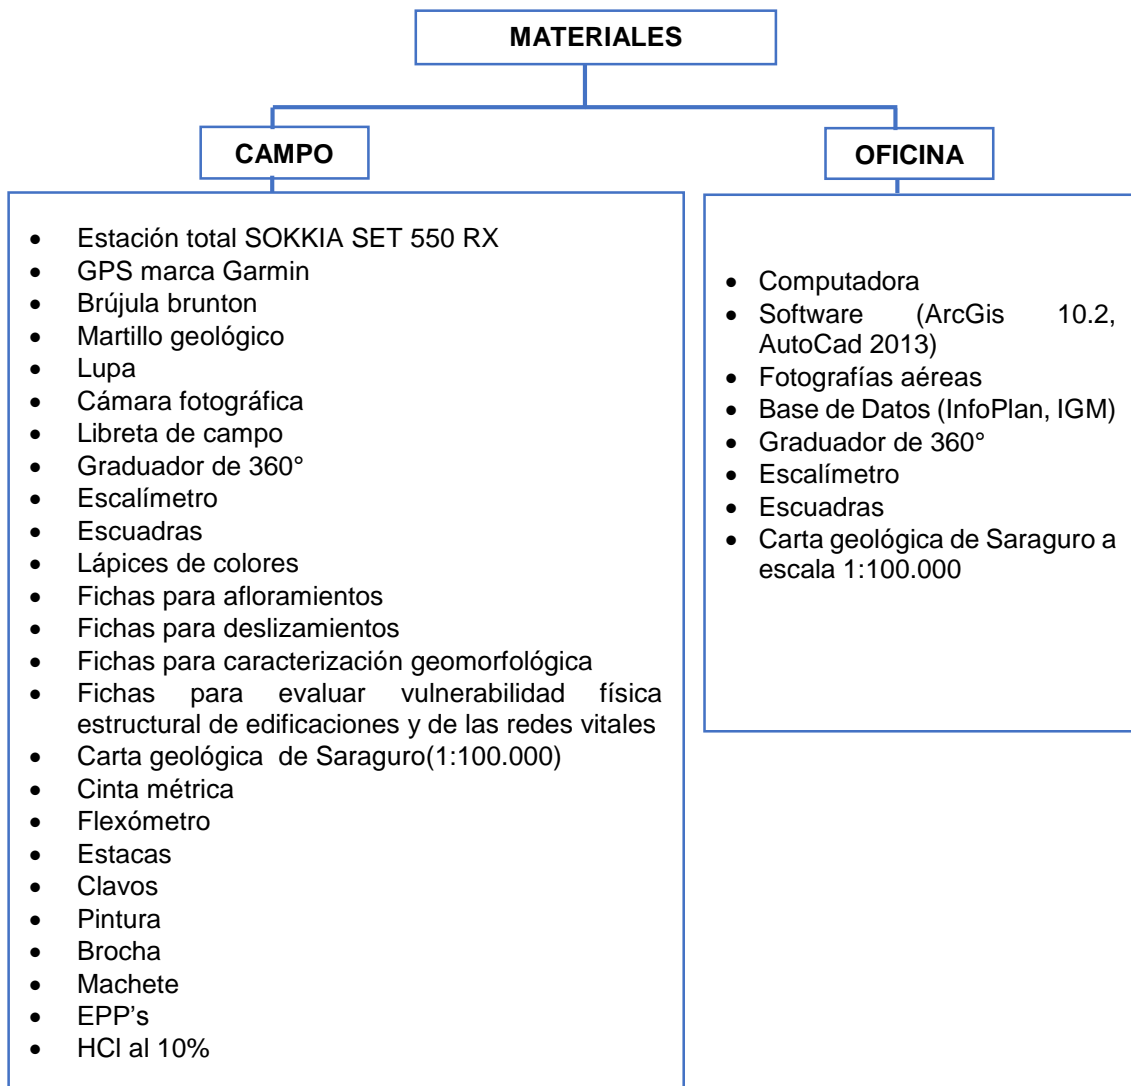 MATERIALES
CAMPO
OFICINA
• Estación total SOKKIA SET 550 RX
• GPS marca Garmin
• Brújula brunton
• Martillo geológico
• Lupa
• Cámara fotográfica
• Libreta de campo
• Graduador de 360°
• Escalímetro
• Escuadras
• Lápices de colores
• Fichas para afloramientos
• Fichas para deslizamientos
• Fichas para caracterización geomorfológica
• Fichas para evaluar vulnerabilidad física
estructural de edificaciones y de las redes vitales
• Carta geológica de Saraguro(1:100.000)
• Cinta métrica
• Flexómetro
• Estacas
• Clavos
• Pintura
• Brocha
• Machete
• EPP’s
• HCl al 10%
• Computadora
• Software (ArcGis 10.2,
AutoCad 2013)
• Fotografías aéreas
• Base de Datos (InfoPlan, IGM)
• Graduador de 360°
• Escalímetro
• Escuadras
• Carta geológica de Saraguro a
escala 1:100.000